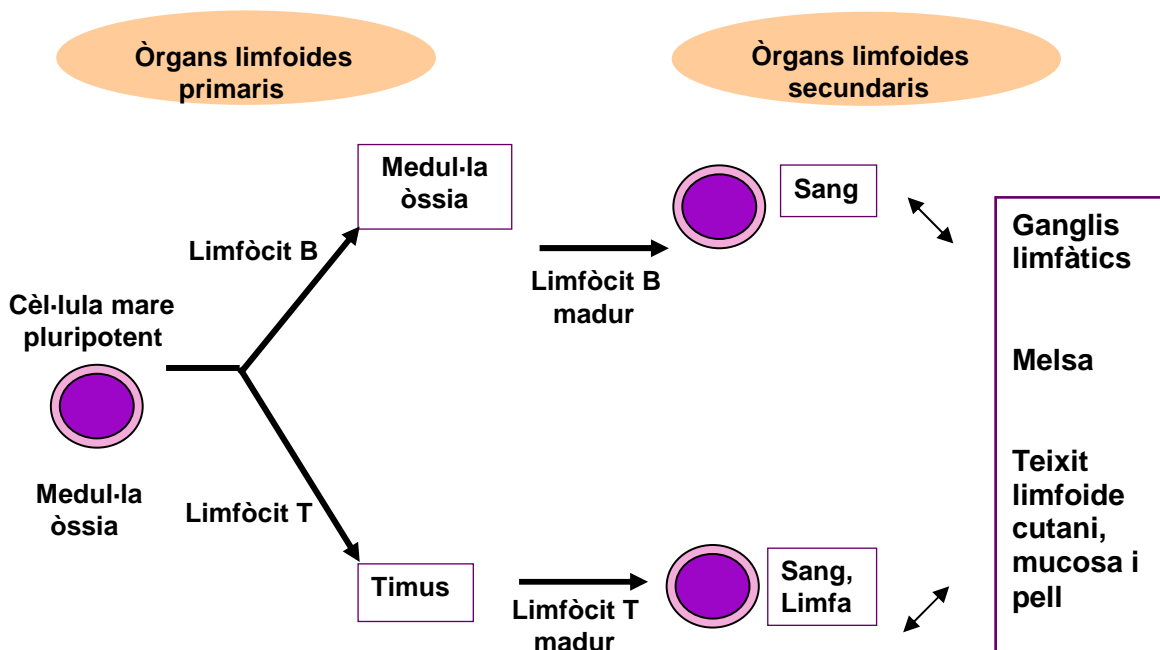 Òrgans limfoides
primaris
Òrgans limfoides
secundaris
Medul·la
òssia
Sang
Limfòcit B
Limfòcit B
madur
Cèl·lula mare
pluripotent
Medul·la
òssia
Limfòcit T
Timus
Limfòcit T
madur
Sang,
Limfa
Ganglis
limfàtics
Melsa
Teixit
limfoide
cutani,
mucosa i
pell